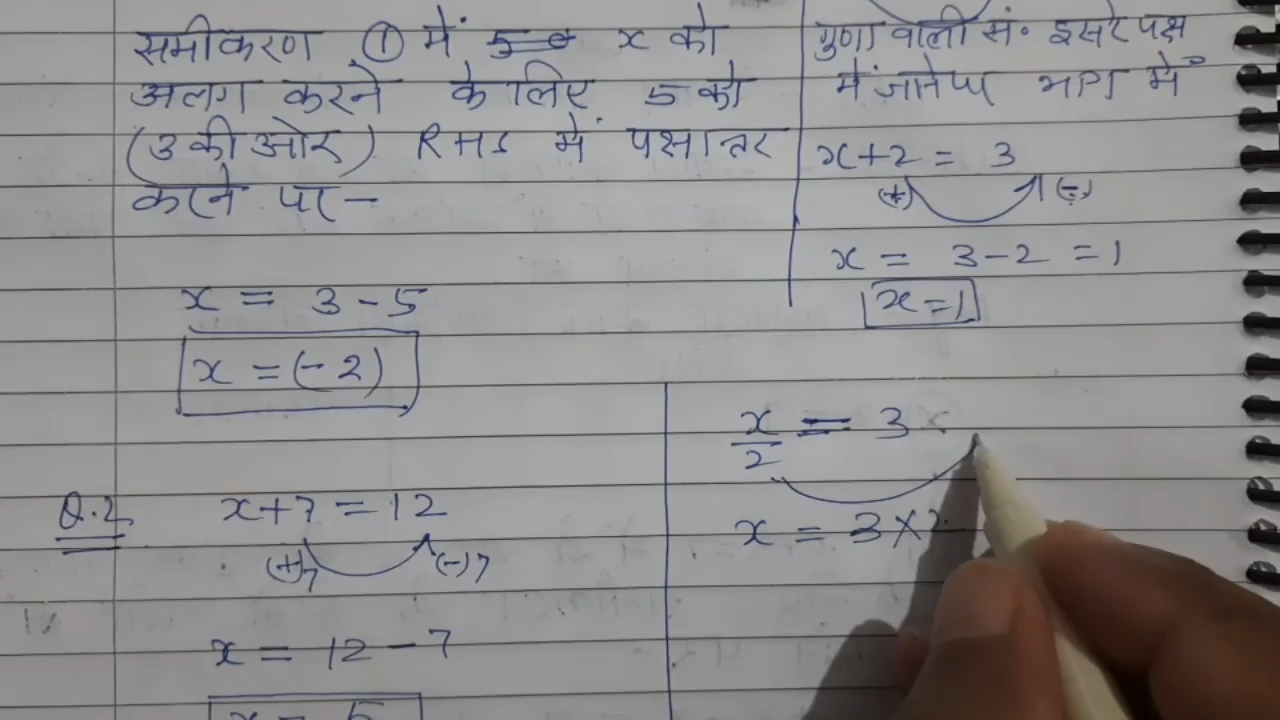 समीकरण ① में x को
अलग करने के लिए 5 को
(3 की ओर) RHS में पक्षान्तर
करने पर -
x = 3 - 5
x = (-2)
Q.2 x+7 = 12
(+)7 (-)7
x = 12 - 7
x = 5
गुणा वाली सं. दूसरे पक्ष
में जाने पर भाग में
x+2 = 3
(+) (-)
x = 3-2 = 1
x = 1
x/2 = 3 ×
x = 3×2